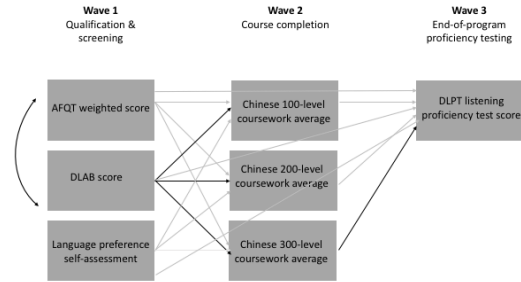 Wave 1
Qualification &
screening
Wave 2
Course completion
Wave 3
End-of-program
proficiency testing
AFQT weighted score
Chinese 100-level
coursework average
DLPT listening
proficiency test score
DLAB score
Chinese 200-level
coursework average
Language preference
self-assessment
Chinese 300-level
coursework average